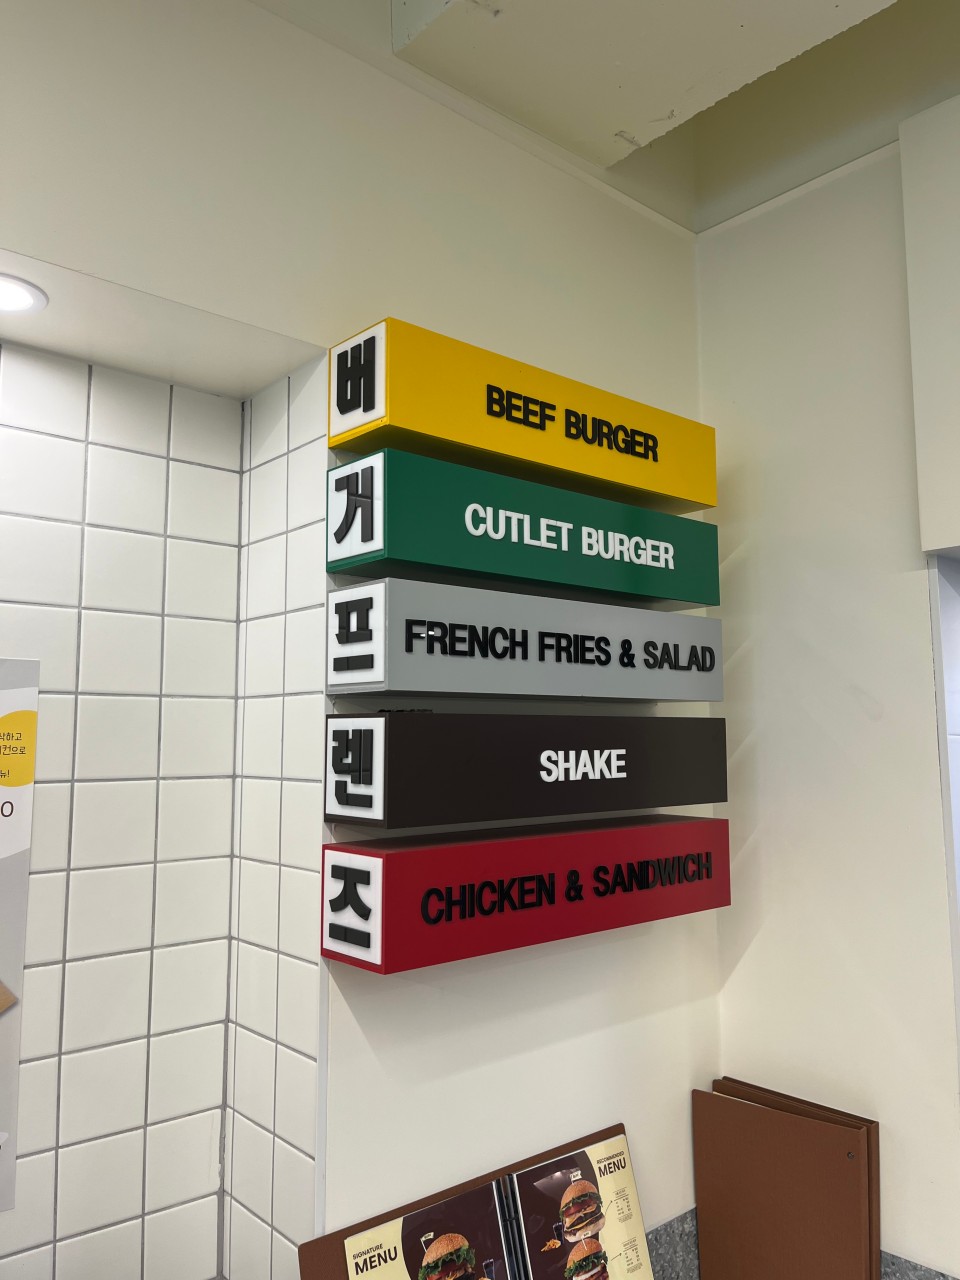 버
BEEF BURGER
거
CUTLET BURGER
프
FRENCH FRIES & SALAD
렌
SHAKE
즈
CHICKEN & SANDWICH
SIGNATURE
MENU
RECOMMENDED
MENU